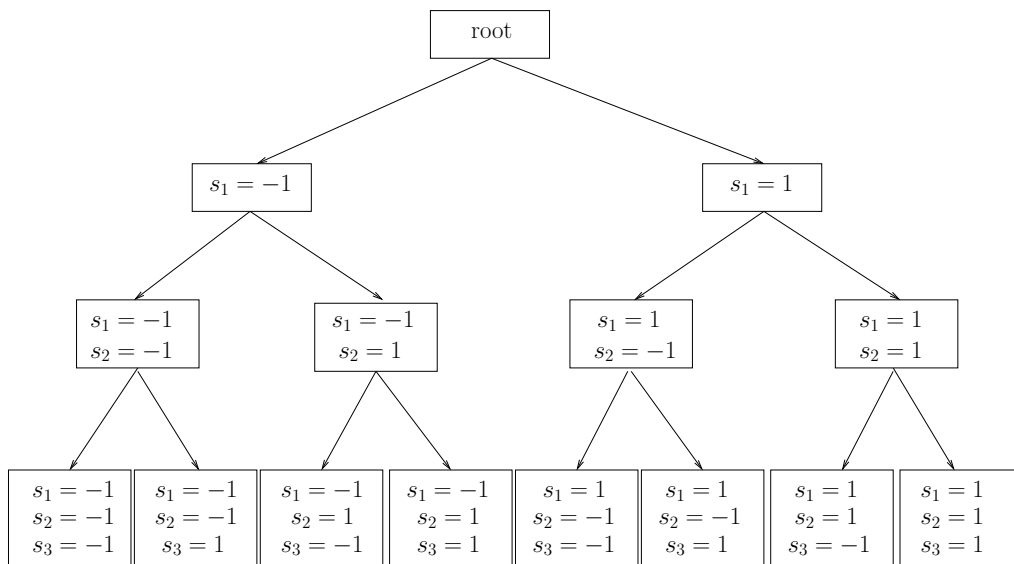 root
s₁ = −1
s₁ = 1
s₁ = −1
s₂ = −1
s₁ = −1
s₂ = 1
s₁ = 1
s₂ = −1
s₁ = 1
s₂ = 1
s₁ = −1
s₂ = −1
s₃ = −1
s₁ = −1
s₂ = −1
s₃ = 1
s₁ = −1
s₂ = 1
s₃ = −1
s₁ = −1
s₂ = 1
s₃ = 1
s₁ = 1
s₂ = −1
s₃ = −1
s₁ = 1
s₂ = −1
s₃ = 1
s₁ = 1
s₂ = 1
s₃ = −1
s₁ = 1
s₂ = 1
s₃ = 1